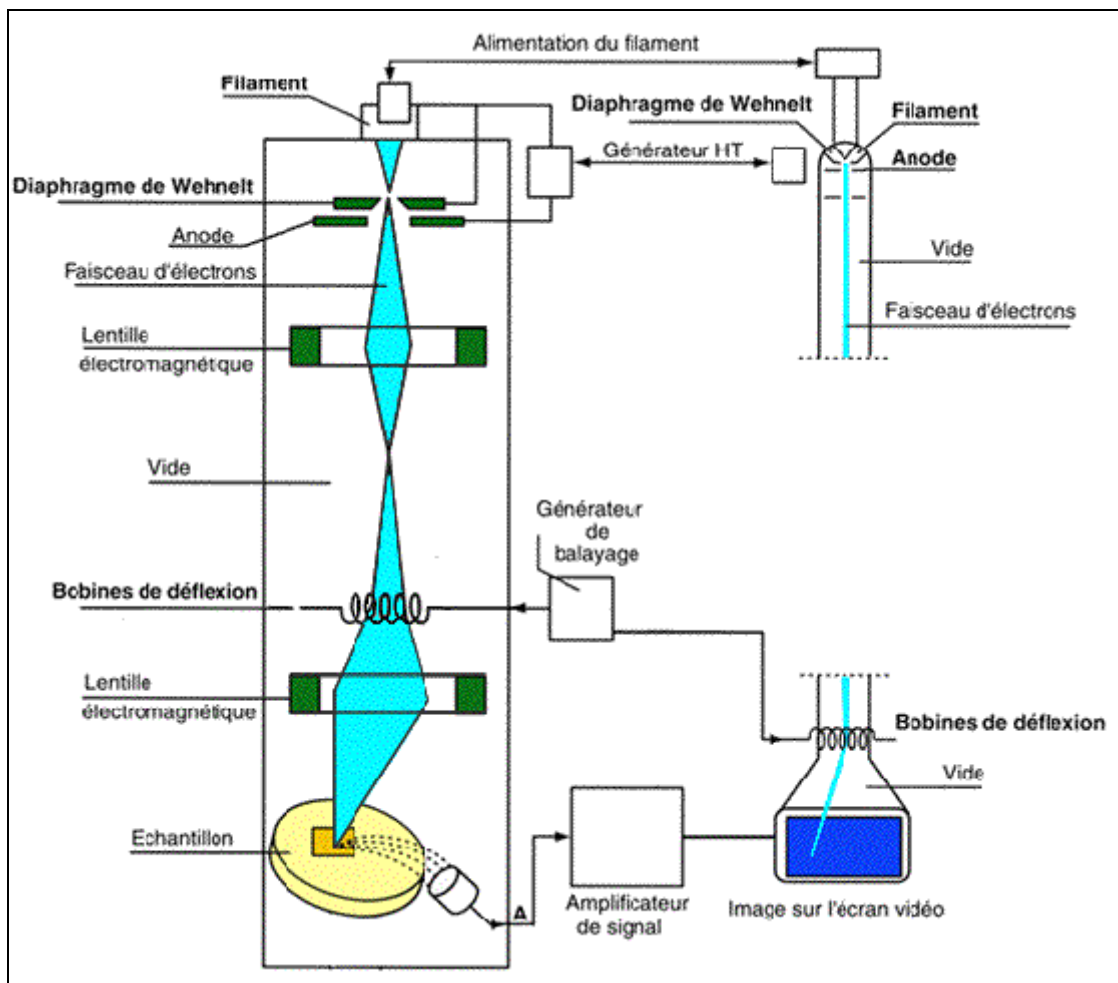 Alimentation du filament
Filament
Diaphragme de Wehnelt
Filament
Générateur HT
Anode
Diaphragme de Wehnelt
Anode
Vide
Faisceau d'électrons
Faisceau d'électrons
Lentille
électromagnétique
Vide
Générateur
de
balayage
Bobines de déflexion
Lentille
électromagnétique
Bobines de déflexion
Vide
Echantillon
A
Amplificateur
de signal
Image sur l'écran vidéo